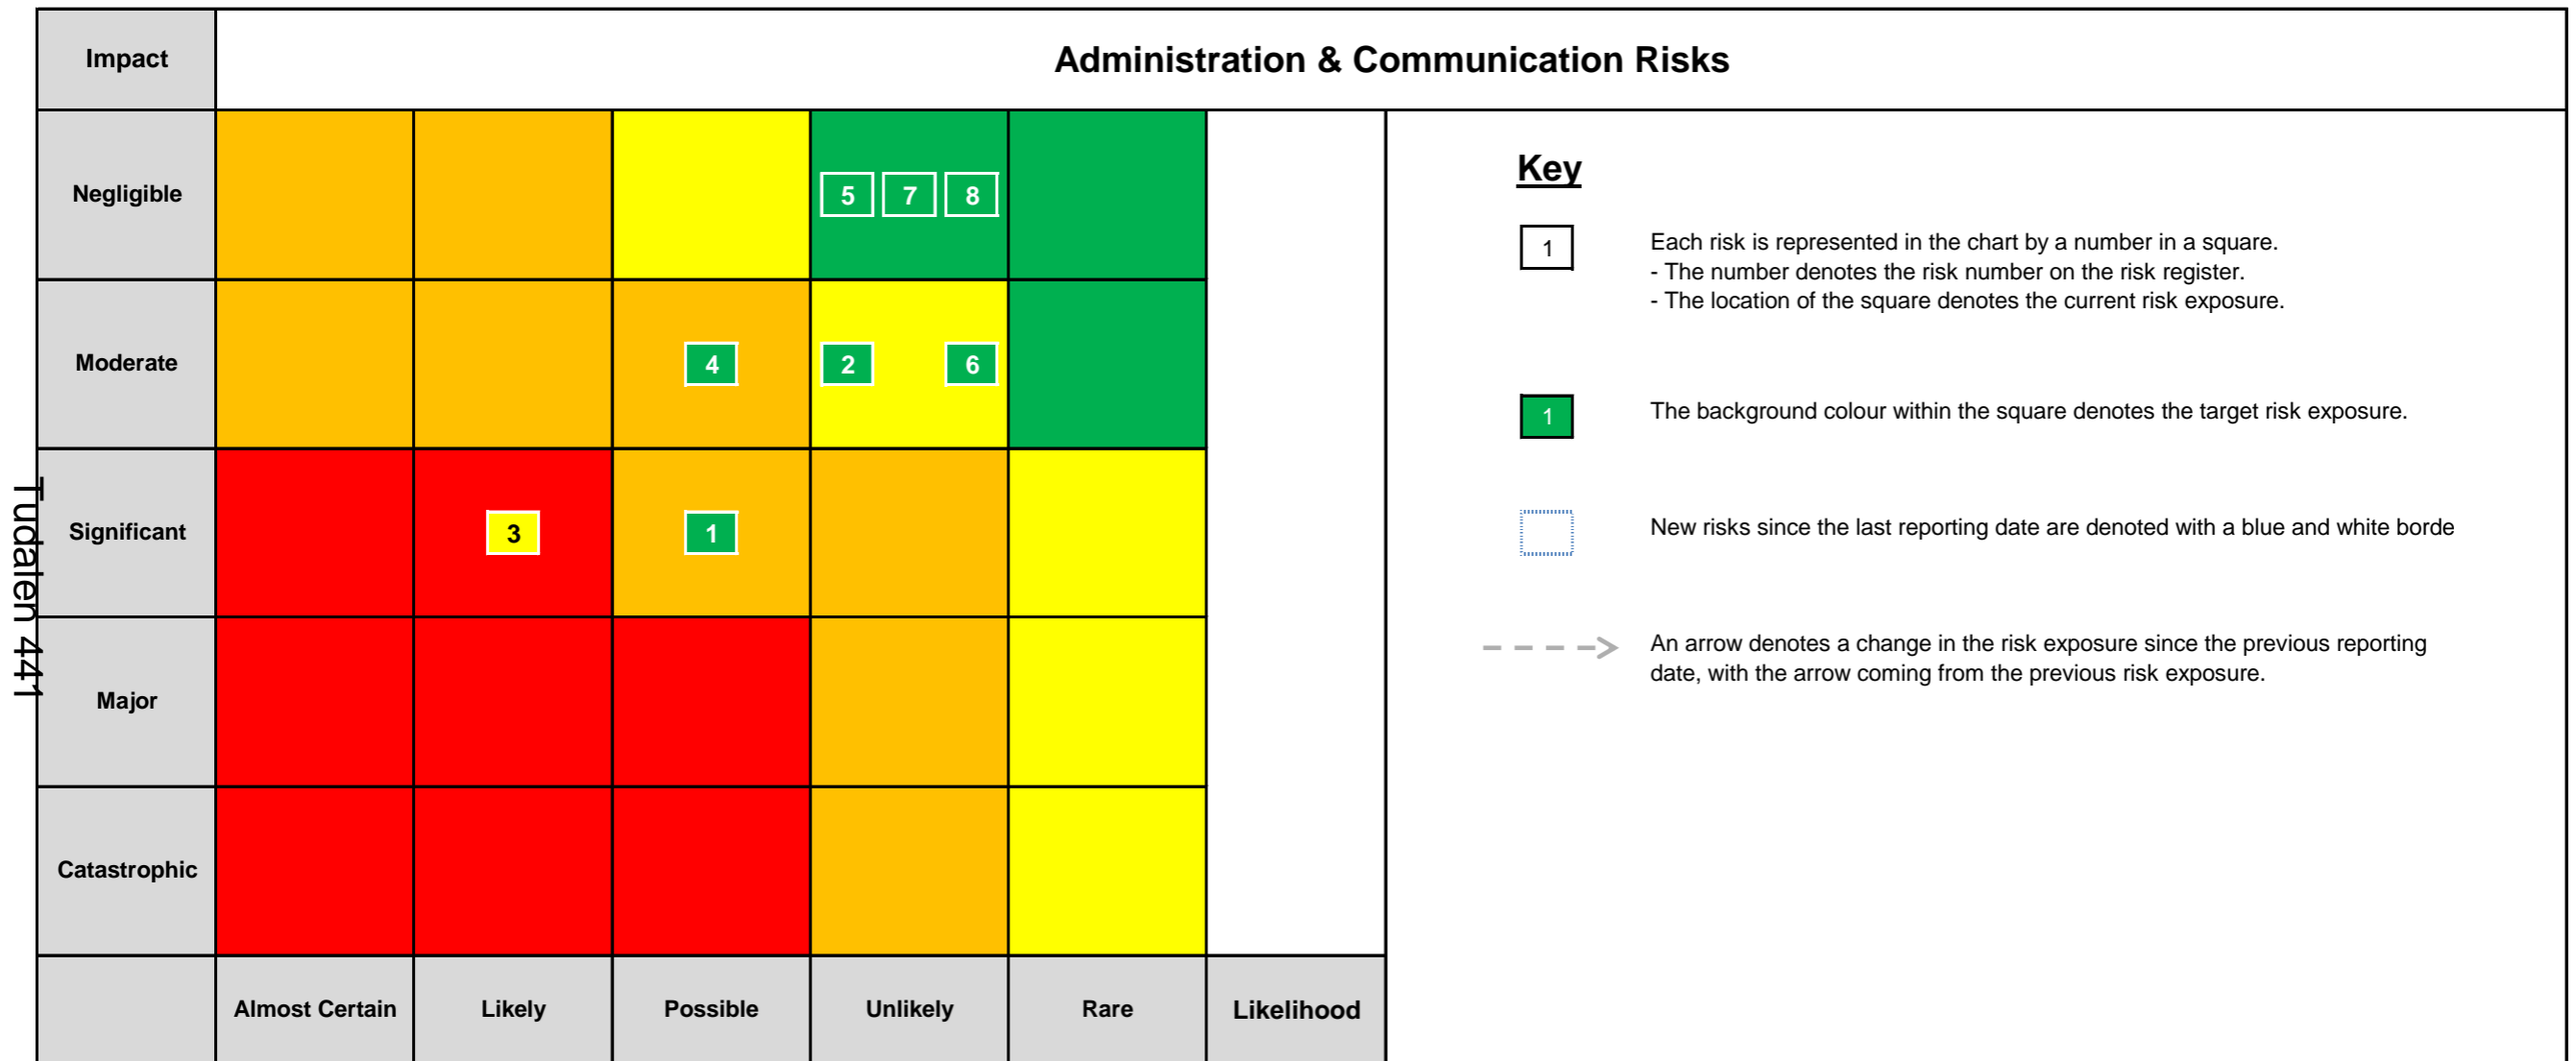 Impact
Administration & Communication Risks
Negligible
5 7 8
Moderate
4 2 6
Significant
3 1
Major
Catastrophic
Almost Certain Likely Possible Unlikely Rare Likelihood
Key
1
Each risk is represented in the chart by a number in a square.
- The number denotes the risk number on the risk register.
- The location of the square denotes the current risk exposure.
1
The background colour within the square denotes the target risk exposure.
New risks since the last reporting date are denoted with a blue and white borde
An arrow denotes a change in the risk exposure since the previous reporting
date, with the arrow coming from the previous risk exposure.
Tudalen 441